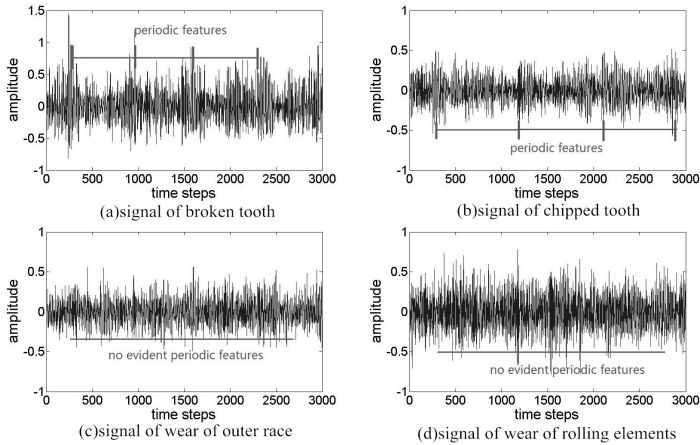 1.5
periodic features
1
0.5
0
-0.5
-1
amplitude
0 500 1000 1500 2000 2500 3000
time steps
(a)signal of broken tooth
1
0.5
0
-0.5
-1
amplitude
periodic features
0 500 1000 1500 2000 2500 3000
time steps
(b)signal of chipped tooth
1
0.5
0
-0.5
-1
amplitude
no evident periodic features
0 500 1000 1500 2000 2500 3000
time steps
(c)signal of wear of outer race
1
0.5
0
-0.5
-1
amplitude
no evident periodic features
0 500 1000 1500 2000 2500 3000
time steps
(d)signal of wear of rolling elements